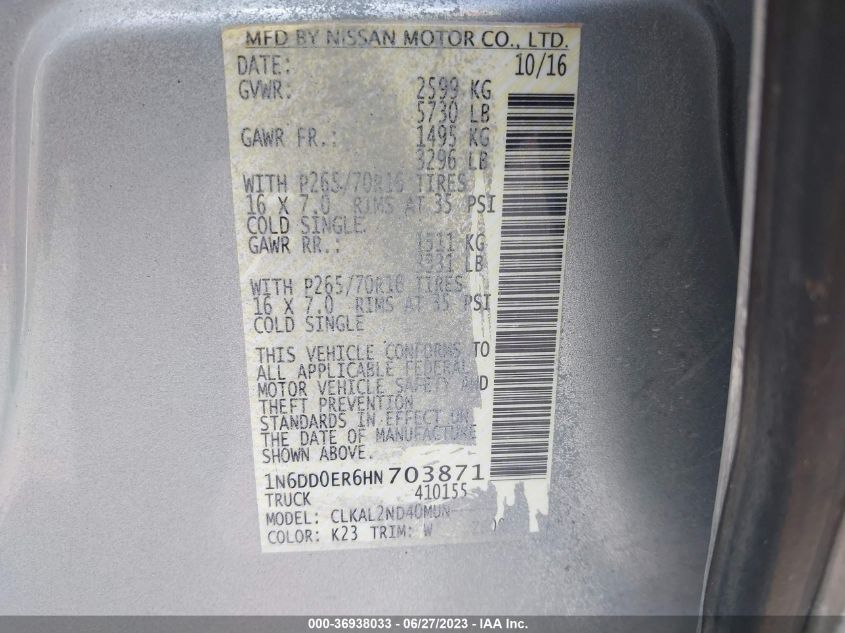 MFD BY NISSAN MOTOR CO., LTD.
DATE: 10/16
GVWR: 2599 KG
5730 LB
GAWR FR.: 1495 KG
3296 LB
WITH P265/70R16 TIRES
16 X 7.0 RIMS AT 35 PSI
COLD SINGLE
GAWR RR.: 1511 KG
3331 LB
WITH P265/70R16 TIRES
16 X 7.0 RIMS AT 35 PSI
COLD SINGLE
THIS VEHICLE CONFORMS TO
ALL APPLICABLE FEDERAL
MOTOR VEHICLE SAFETY AND
THEFT PREVENTION
STANDARDS IN EFFECT ON
THE DATE OF MANUFACTURE
SHOWN ABOVE.
1N6DD0ER6HN703871
TRUCK 410155
MODEL: CLKAL2ND40MUN
COLOR: K23 TRIM: W
000-36938033 - 06/27/2023 - IAA Inc.